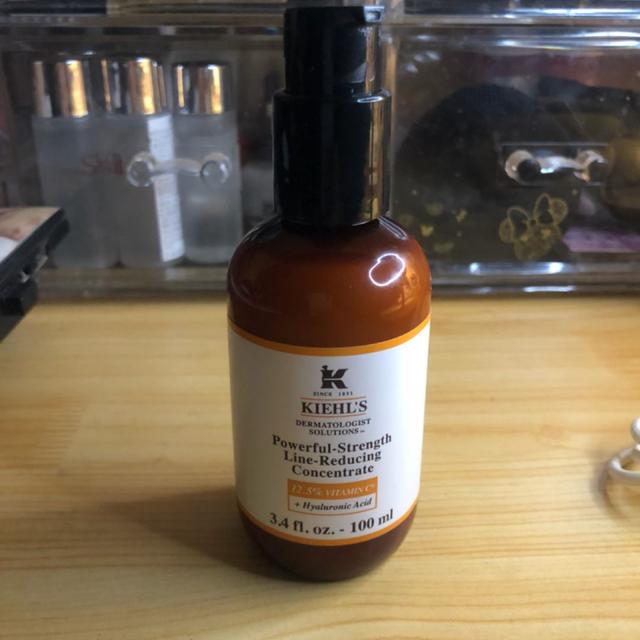 K
SINCE 1851
KIEHL'S
DERMATOLOGIST
SOLUTIONS™
Powerful-Strength
Line-Reducing
Concentrate
12.5% VITAMIN C
+ Hyaluronic Acid
3.4 fl. oz. - 100 ml